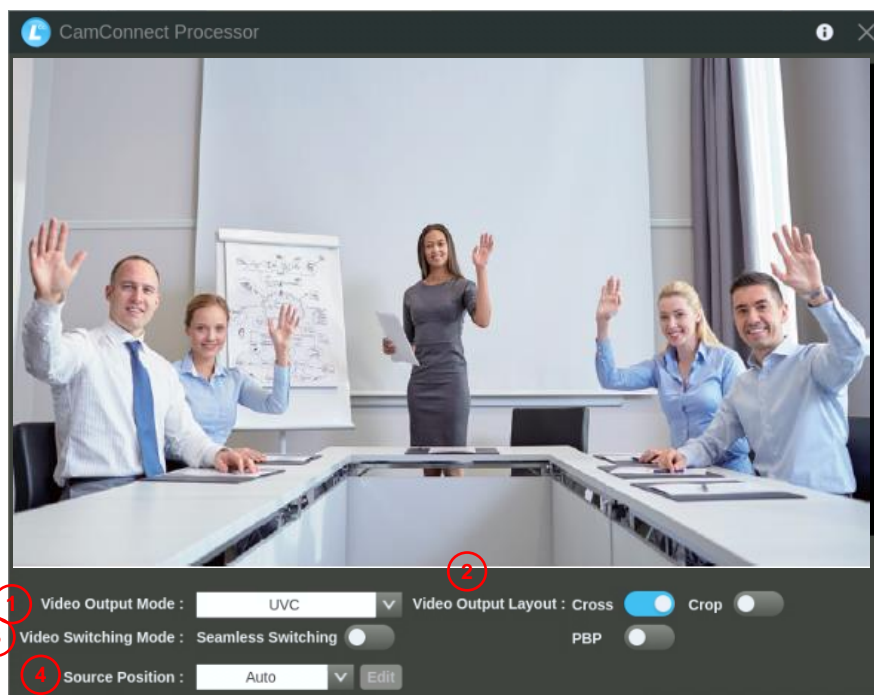 CamConnect Processor
2
1 Video Output Mode : UVC Video Output Layout : Cross Crop
Video Switching Mode : Seamless Switching PBP
4 Source Position : Auto Edit